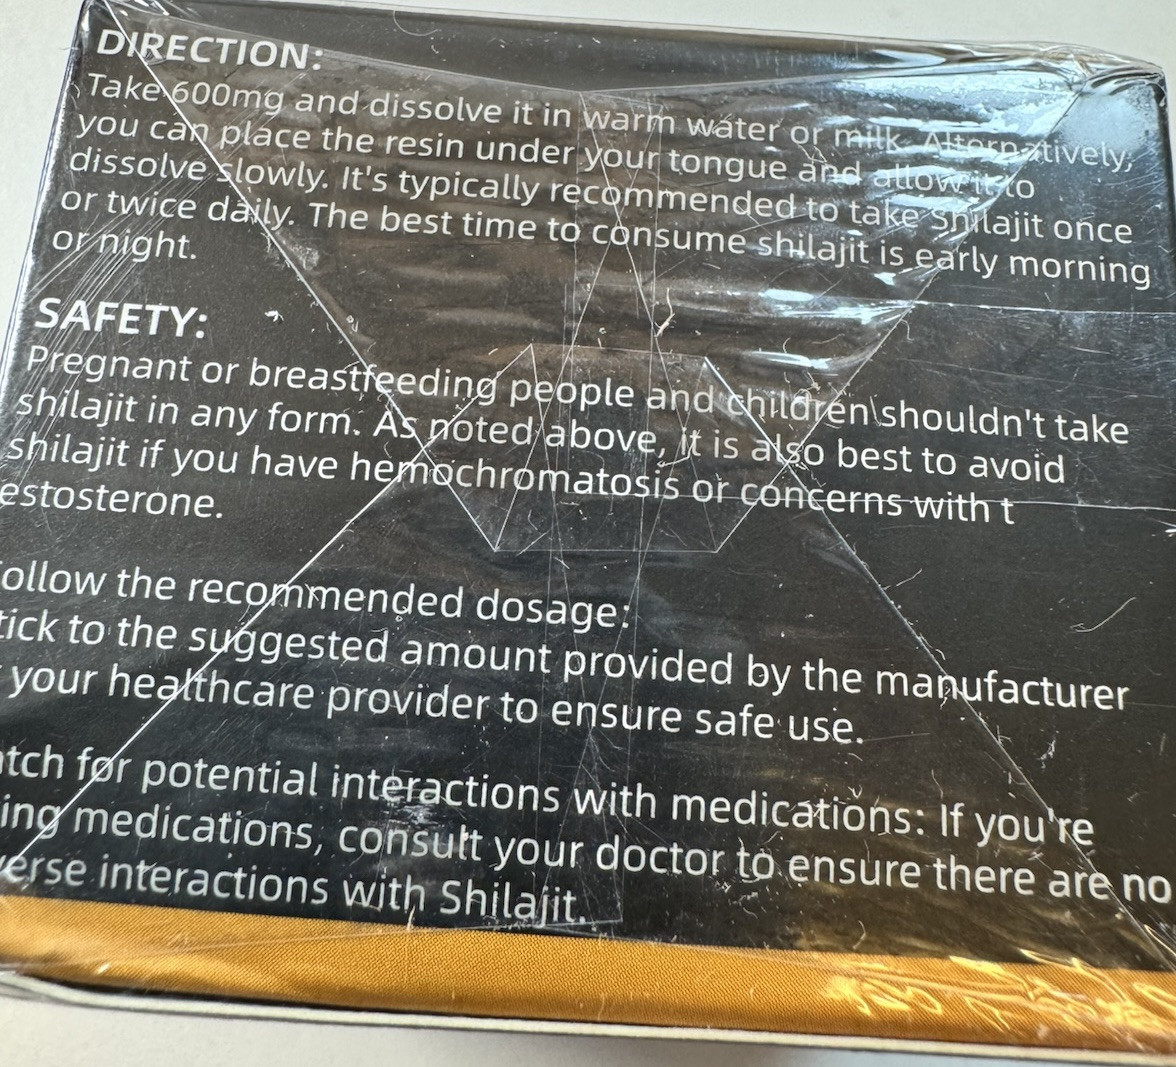 DIRECTION:
Take 600mg and dissolve it in warm water or milk. Alternatively,
you can place the resin under your tongue and allow it to
dissolve slowly. It's typically recommended to take Shilajit once
or twice daily. The best time to consume shilajit is early morning
or night.
SAFETY:
Pregnant or breastfeeding people and children shouldn't take
shilajit in any form. As noted above, it is also best to avoid
shilajit if you have hemochromatosis or concerns with t
estosterone.
ollow the recommended dosage:
tick to the suggested amount provided by the manufacturer
your healthcare provider to ensure safe use.
tch for potential interactions with medications: If you're
ing medications, consult your doctor to ensure there are no
verse interactions with Shilajit.